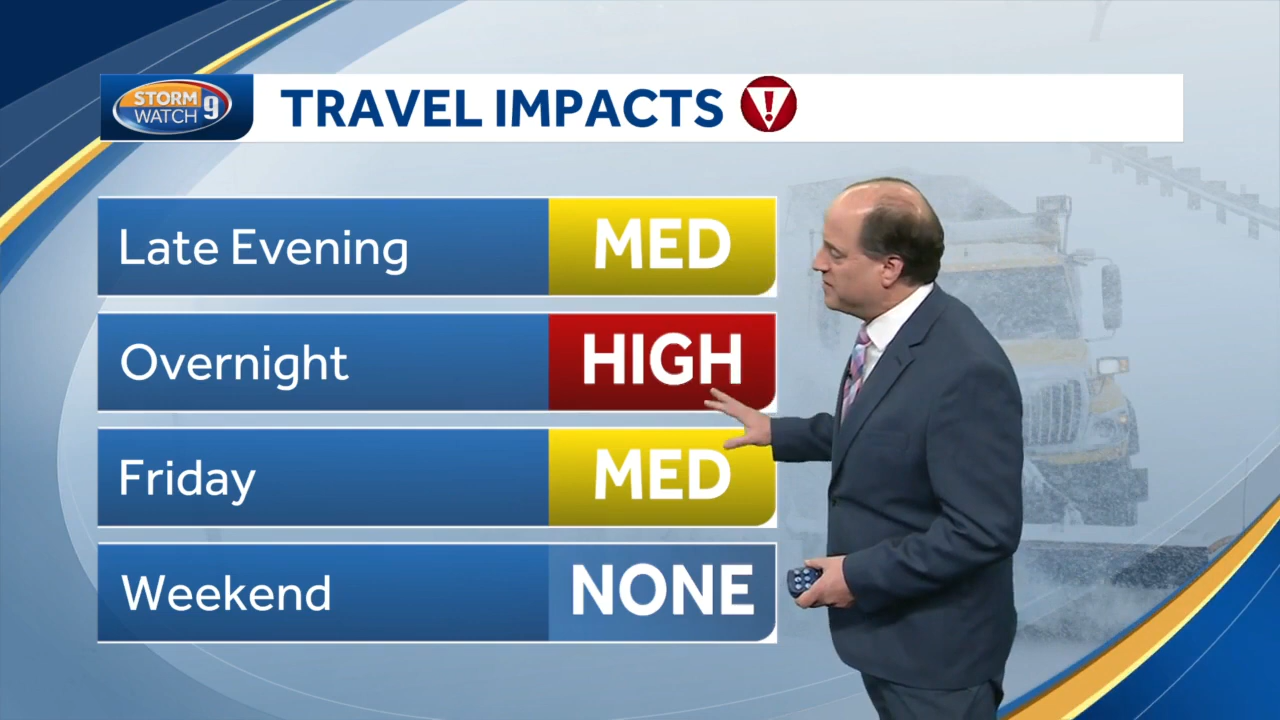 STORM
WATCH 9
TRAVEL IMPACTS
Late Evening MED
Overnight HIGH
Friday MED
Weekend NONE